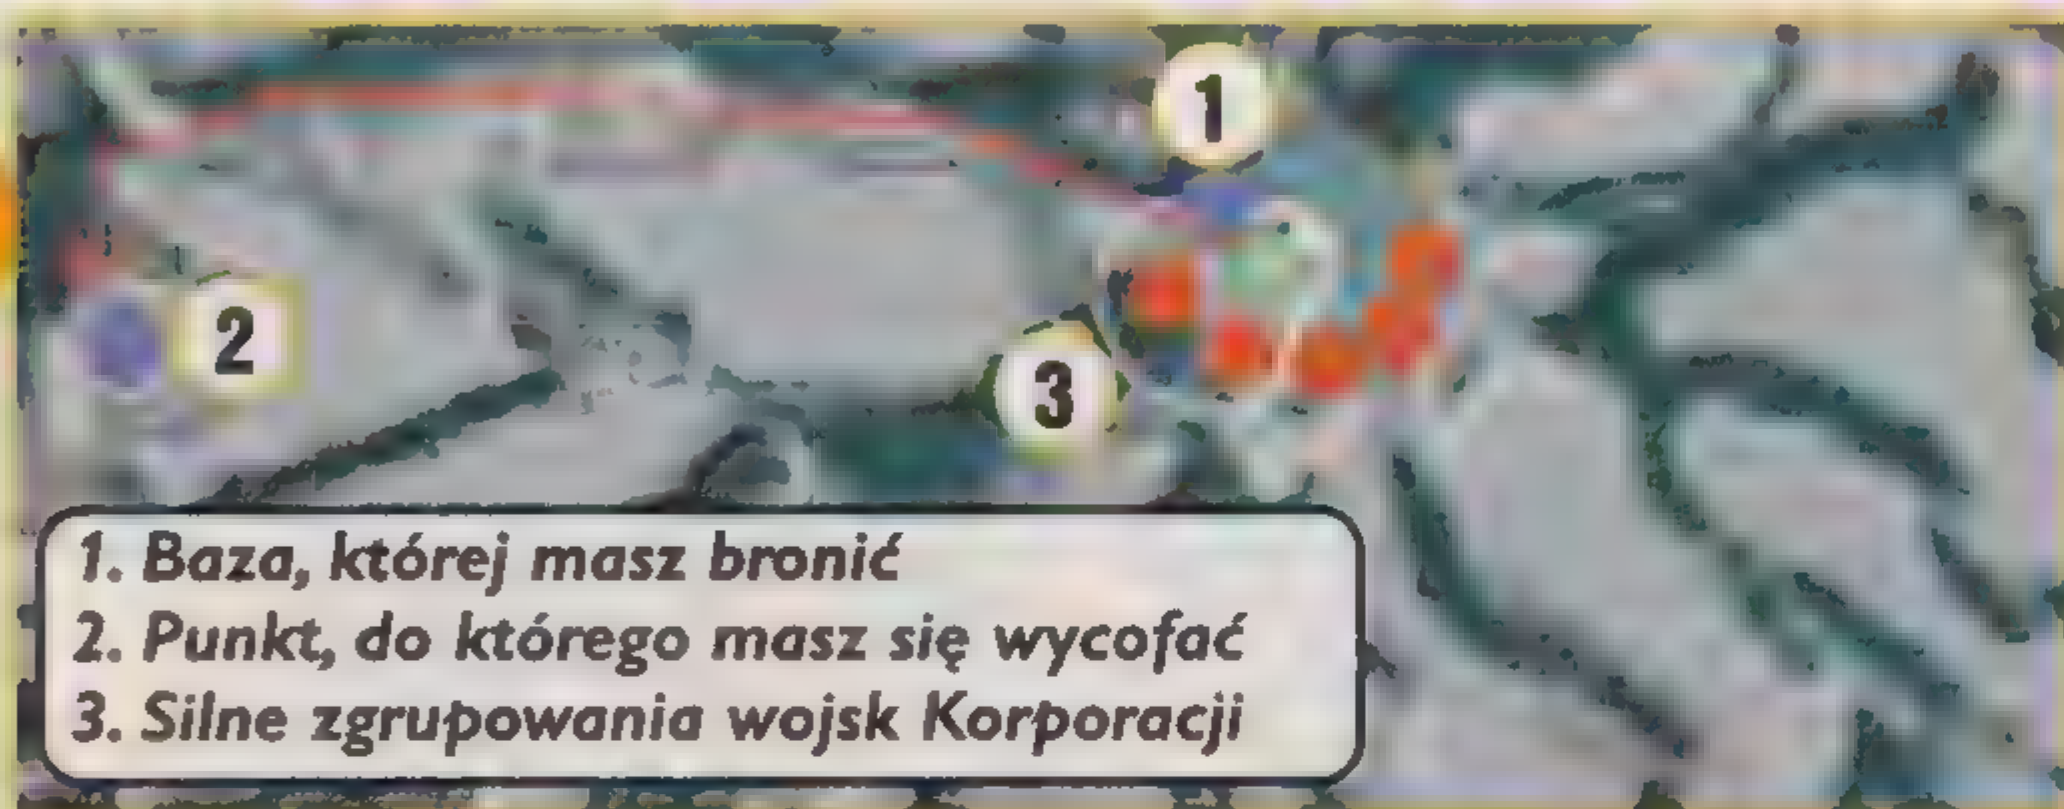 1
2
3
1. Baza, której masz bronić
2. Punkt, do którego masz się wycofać
3. Silne zgrupowania wojsk Korporacji